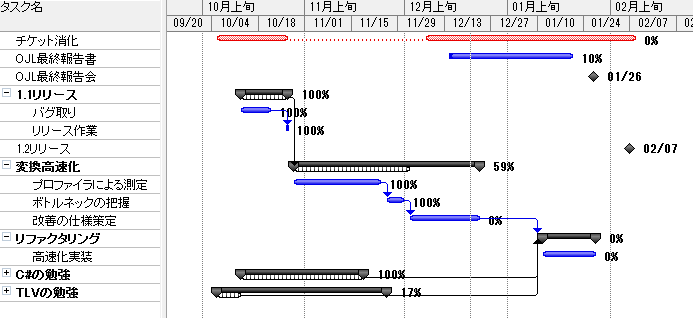 タスク名 10月上旬 11月上旬 12月上旬 01月上旬 02月上旬
09/20 10/04 10/18 11/01 11/15 11/29 12/13 12/27 01/10 01/24 02/07
チケット消化 0%
OJL最終報告書 10%
OJL最終報告会 01/26
1.1リリース 100%
バグ取り 100%
リリース作業 100%
1.2リリース 02/07
変換高速化 59%
プロファイラによる測定 100%
ボトルネックの把握 100%
改善の仕様策定 0%
リファクタリング 0%
高速化実装 0%
C#の勉強 100%
TLVの勉強 17%